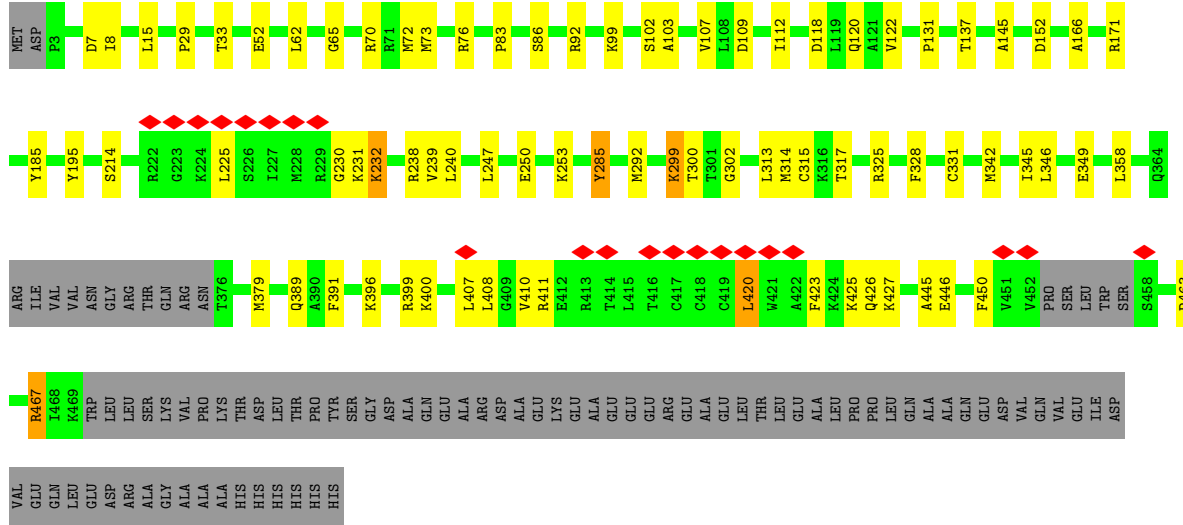 MET ASP P3 D7 I8 L15 P29 T33 E52 L62 G65 R70 R71 M72 M73 R76 P83 S86 R92 K99 S102 A103 V107 L108 D109 I112 D118 L119 Q120 A121 V122 P131 T137 A145 D152 A166 R171
Y185 Y195 S214 R222 G223 K224 L225 S226 I227 M228 R229 G230 K231 K232 R238 V239 L240 L247 E250 K253 Y285 M292 K299 T300 T301 G302 L313 M314 C315 K316 T317 R325 F328 C331 M342 I345 L346 E349 L358 Q364
ARG ILE VAL VAL ASN GLY ARG THR GLN ARG ASN T376 M379 Q389 A390 F391 K396 R399 K400 L407 L408 G409 V410 R411 E412 R413 T414 L415 T416 C417 C418 C419 L420 W421 A422 F423 K424 K425 Q426 K427 A445 E446 F450 V451 V452 PRO SER LEU TRP SER S458
R467 I468 K469 TRP LEU LEU SER LYS VAL PRO LYS THR ASP LEU THR PRO TYR SER GLY ASP ALA GLN GLU ALA ARG ASP ALA GLU LYS GLU ALA GLU GLU GLU ARG GLU ALA GLU LEU THR LEU GLU ALA LEU PRO PRO LEU GLN ALA ALA GLN GLU ASP VAL GLN VAL GLU ILE ASP
VAL GLU GLN LEU GLU ASP ARG ALA GLY ALA ALA ALA HIS HIS HIS HIS HIS HIS